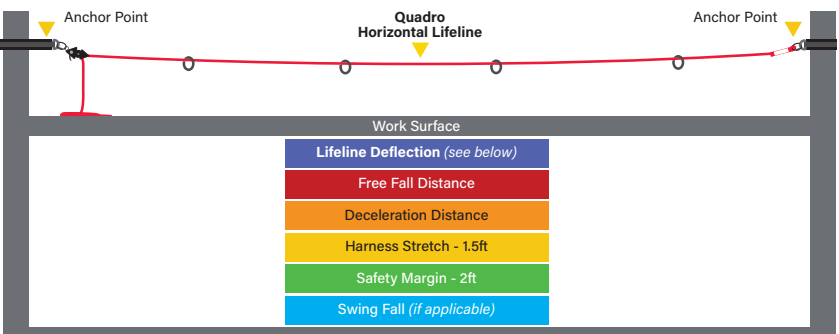 Anchor Point
Quadro
Horizontal Lifeline
Anchor Point
Work Surface
Lifeline Deflection (see below)
Free Fall Distance
Deceleration Distance
Harness Stretch - 1.5ft
Safety Margin - 2ft
Swing Fall (if applicable)